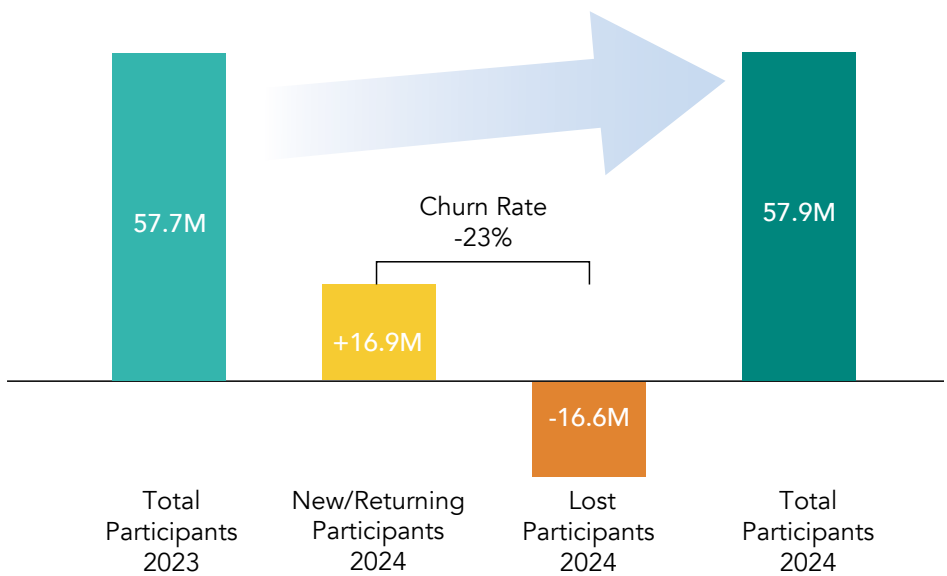 57.7M
Churn Rate
-23%
57.9M
+16.9M
-16.6M
Total
Participants
2023
New/Returning
Participants
2024
Lost
Participants
2024
Total
Participants
2024